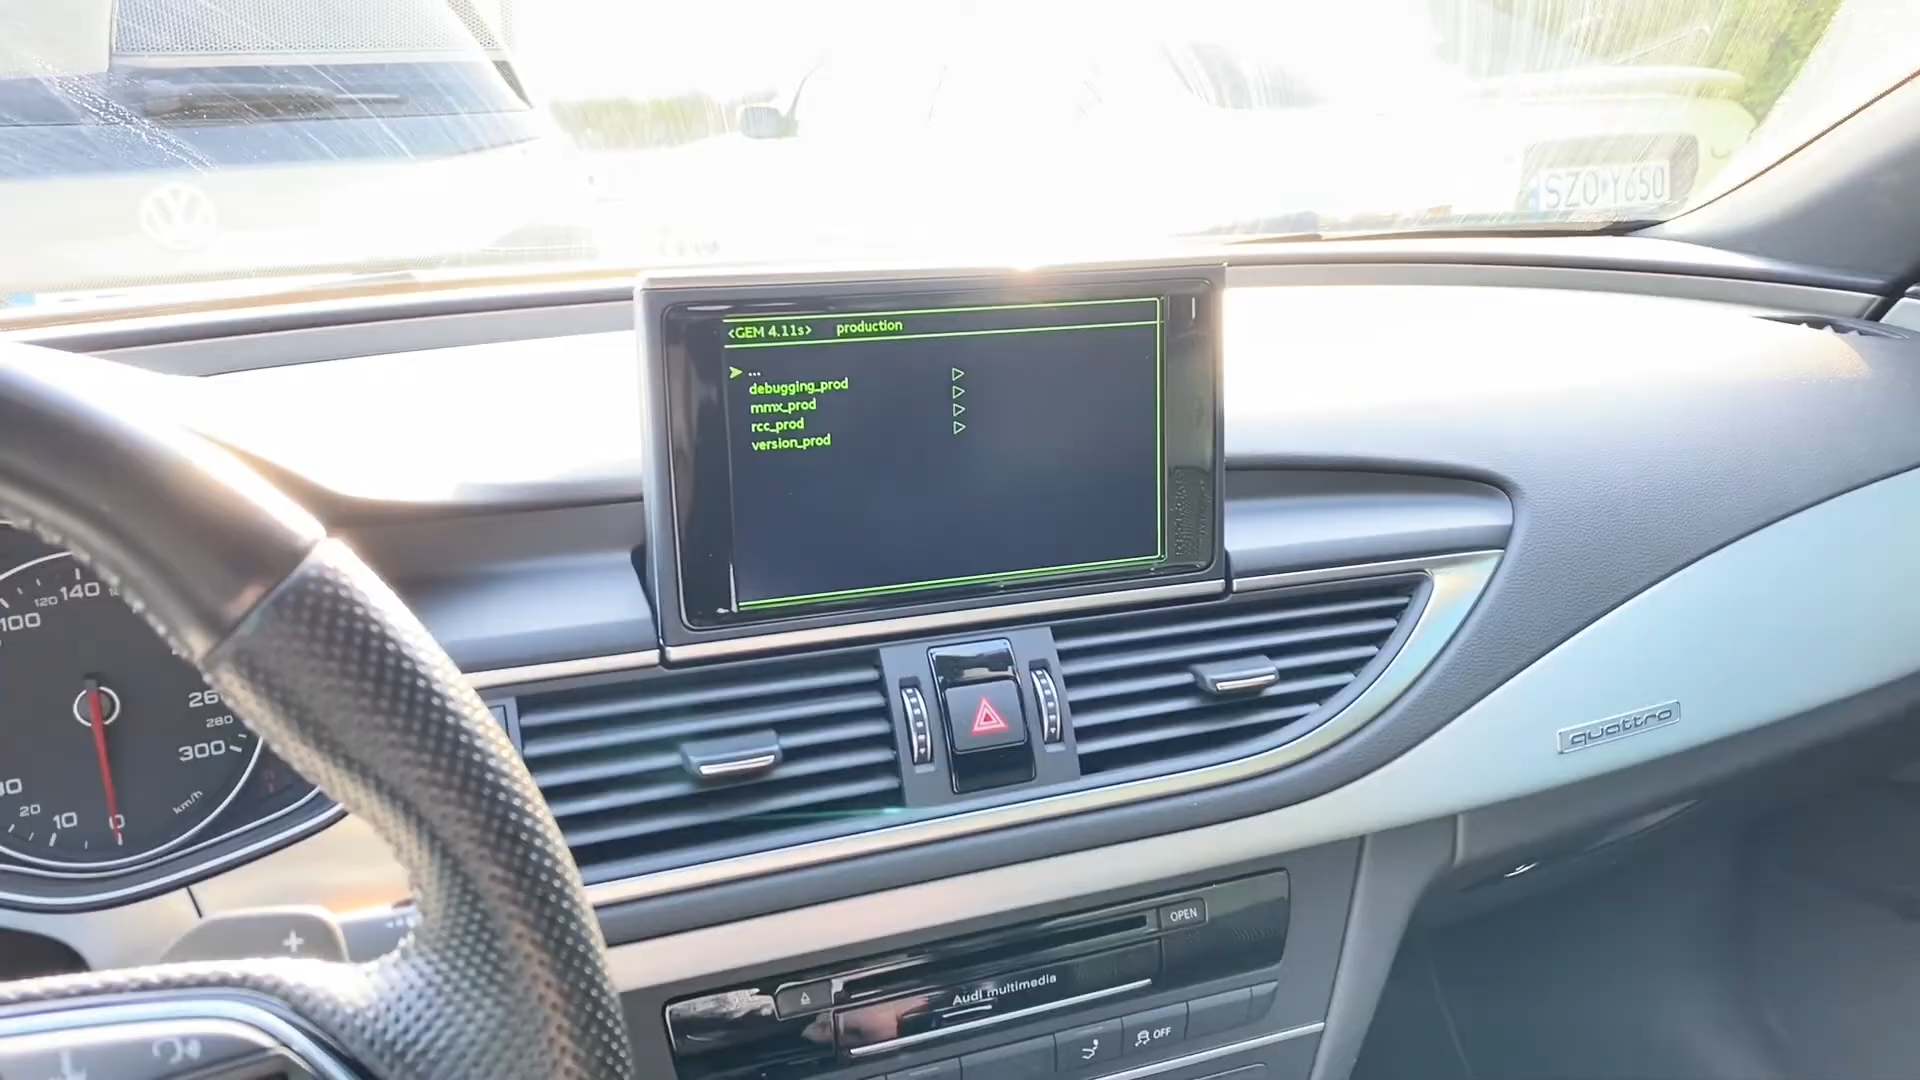 SZO Y650
<GEM 4.11s> production
...
debugging_prod
mmx_prod
rcc_prod
version_prod
120 140
100
260
280
300
km/h
20
10 0
quattro
OPEN
Audi multimedia
OFF
+